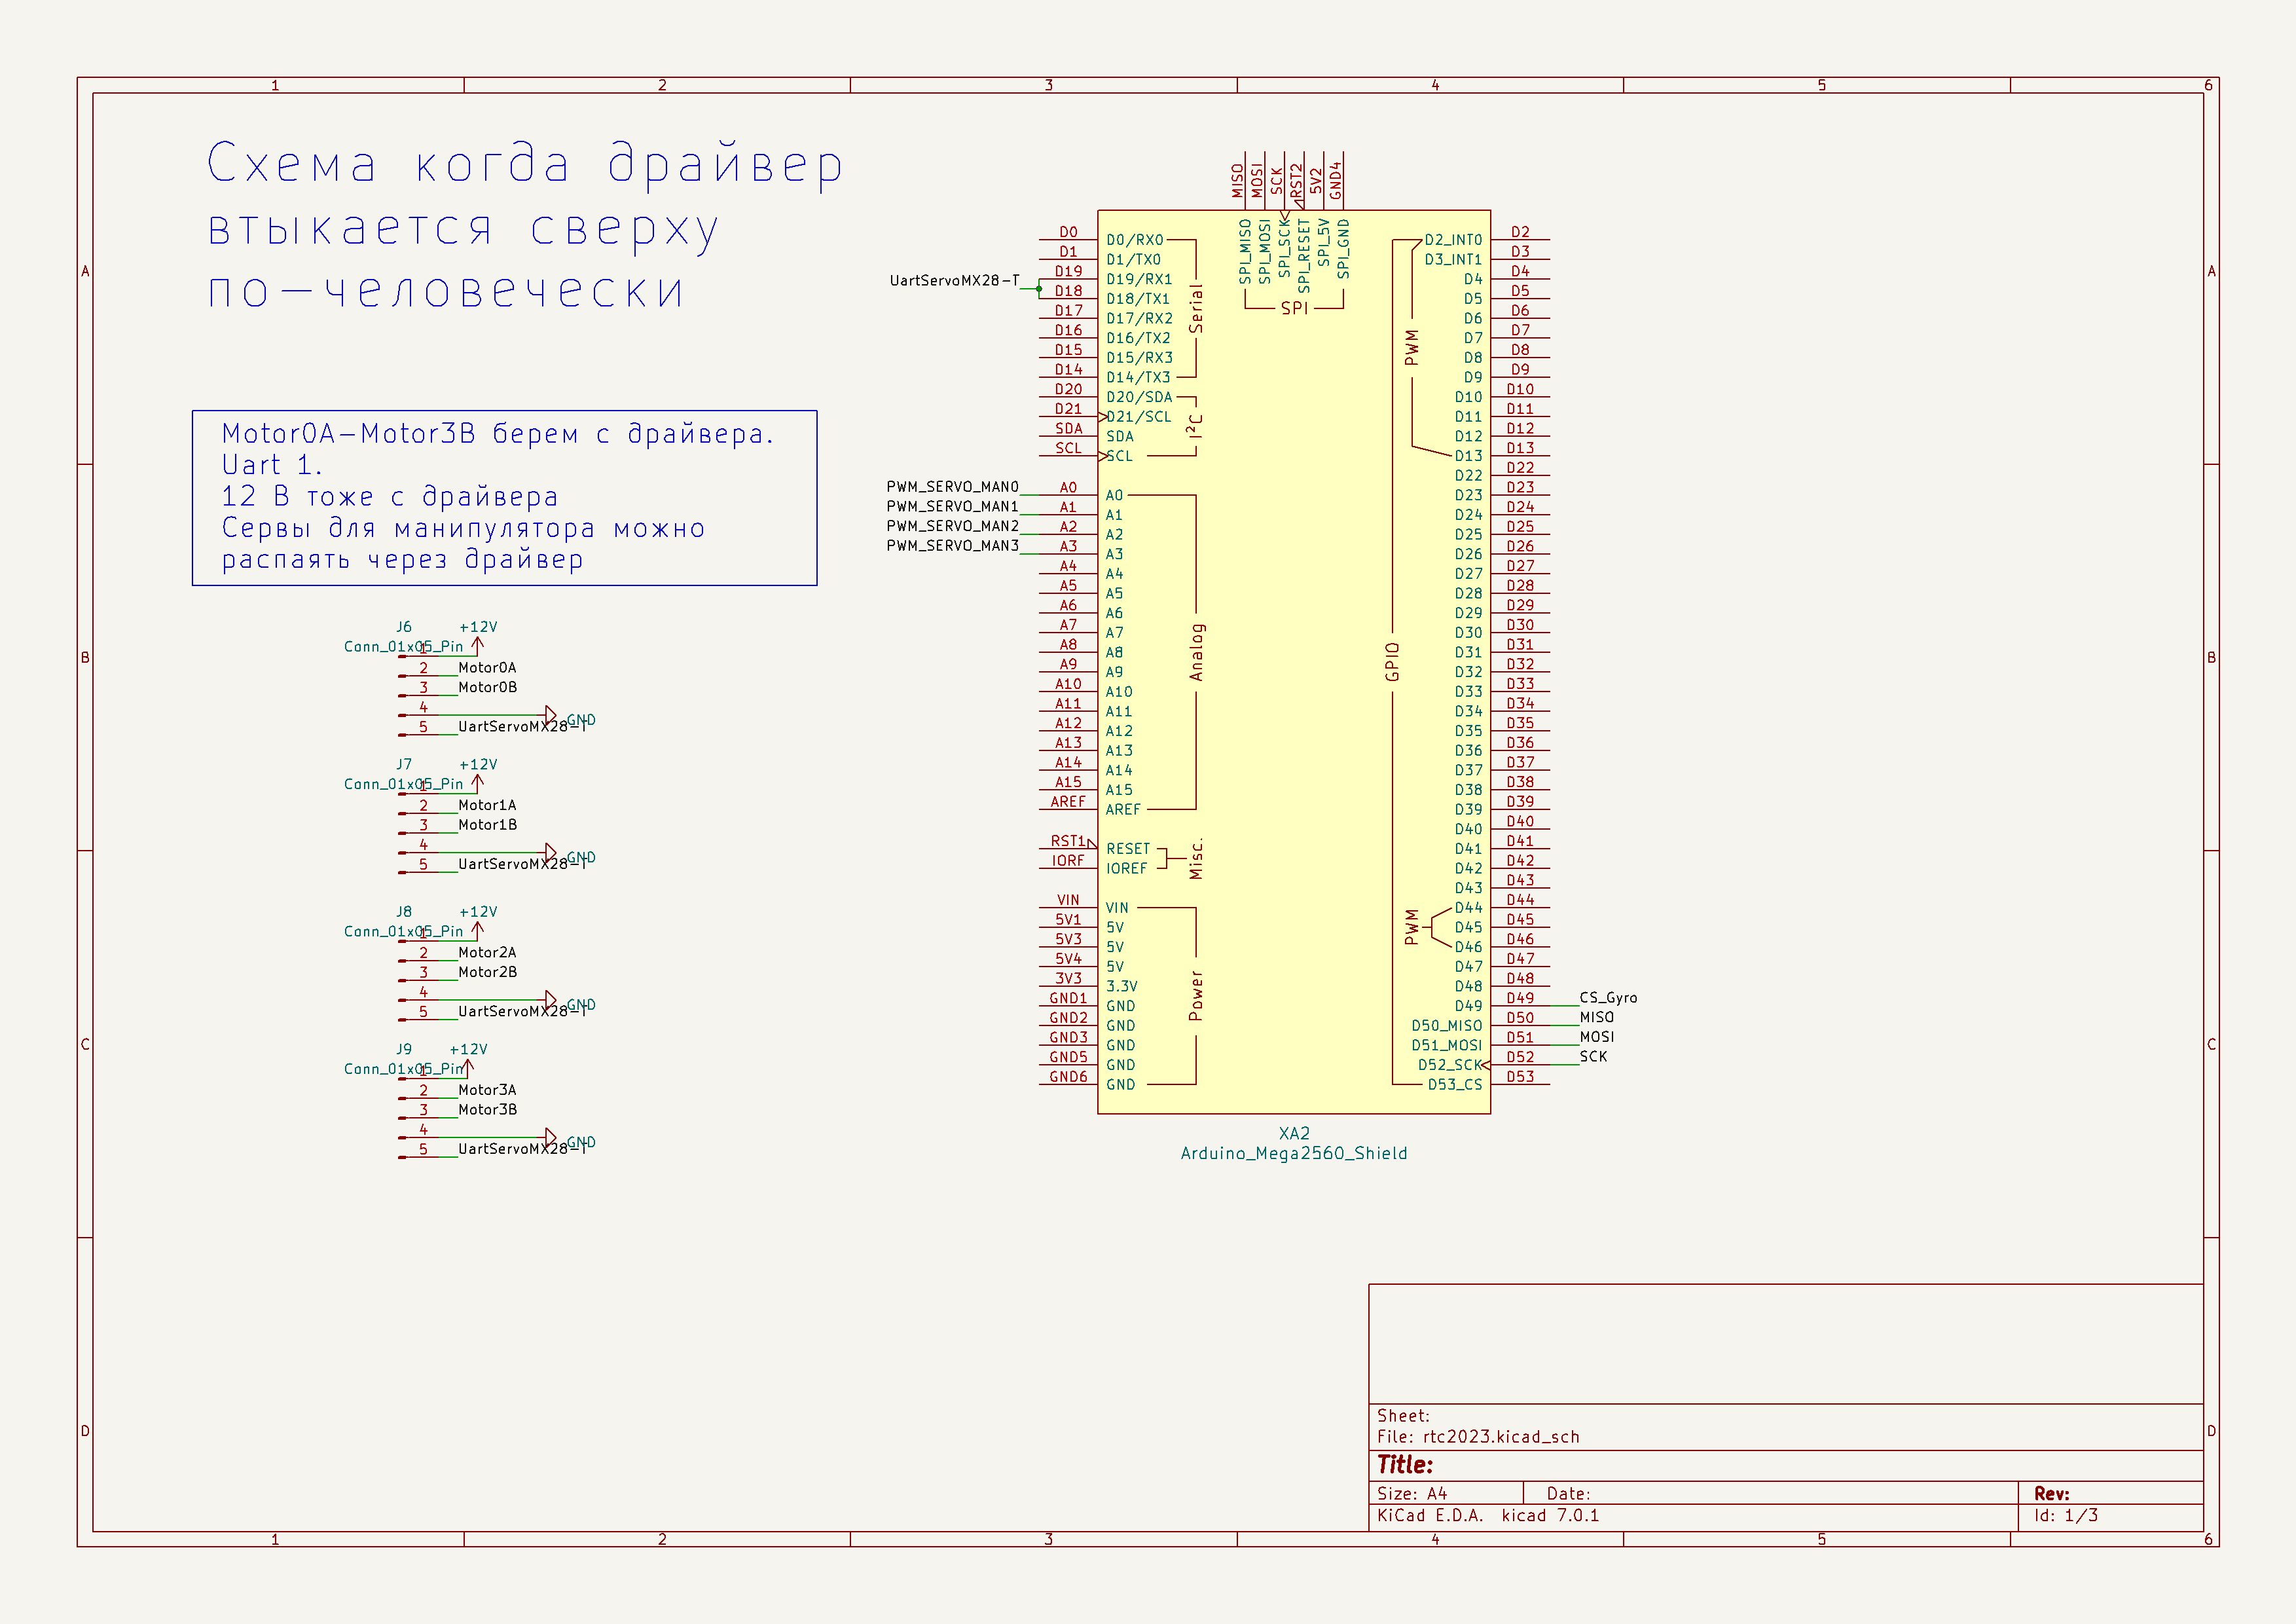 1 2 3 4 5 6
A
B
C
D
Схема когда драйвер
втыкается сверху
по-человечески
Motor0A-Motor3B берем с драйвера.
Uart 1.
12 В тоже с драйвера
Сервы для манипулятора можно
распаять через драйвер
J6 +12V
Conn_01x05_Pin
1
2 Motor0A
3 Motor0B
4 GND
5 UartServoMX28-T
J7 +12V
Conn_01x05_Pin
1
2 Motor1A
3 Motor1B
4 GND
5 UartServoMX28-T
J8 +12V
Conn_01x05_Pin
1
2 Motor2A
3 Motor2B
4 GND
5 UartServoMX28-T
J9 +12V
Conn_01x05_Pin
1
2 Motor3A
3 Motor3B
4 GND
5 UartServoMX28-T
MISO MOSI SCK RST2 5V2 GND4
SPI_MISO SPI_MOSI SPI_SCK SPI_RESET SPI_5V SPI_GND
SPI
D0 D0/RX0
D1 D1/TX0
D19 D19/RX1
UartServoMX28-T
D18 D18/TX1
D17 D17/RX2
D16 D16/TX2
D15 D15/RX3
D14 D14/TX3
Serial
D20 D20/SDA
D21 D21/SCL
SDA SDA
SCL SCL
I²C
PWM_SERVO_MAN0 A0 A0
PWM_SERVO_MAN1 A1 A1
PWM_SERVO_MAN2 A2 A2
PWM_SERVO_MAN3 A3 A3
A4 A4
A5 A5
A6 A6
A7 A7
A8 A8
A9 A9
A10 A10
A11 A11
A12 A12
A13 A13
A14 A14
A15 A15
AREF AREF
Analog
RST1 RESET
IORF IOREF
Misc.
VIN VIN
5V1 5V
5V3 5V
5V4 5V
3V3 3.3V
GND1 GND
GND2 GND
GND3 GND
GND5 GND
GND6 GND
Power
D2_INT0 D2
D3_INT1 D3
D4 D4
D5 D5
D6 D6
D7 D7
D8 D8
D9 D9
D10 D10
D11 D11
D12 D12
D13 D13
PWM
D22 D22
D23 D23
D24 D24
D25 D25
D26 D26
D27 D27
D28 D28
D29 D29
D30 D30
D31 D31
D32 D32
D33 D33
D34 D34
D35 D35
D36 D36
D37 D37
D38 D38
D39 D39
D40 D40
D41 D41
D42 D42
D43 D43
D44 D44
D45 D45
D46 D46
PWM
D47 D47
D48 D48
D49 D49 CS_Gyro
D50_MISO D50 MISO
D51_MOSI D51 MOSI
D52_SCK D52 SCK
D53_CS D53
GPIO
XA2
Arduino_Mega2560_Shield
A
B
C
D
Sheet:
File: rtc2023.kicad_sch
Title:
Size: A4 Date: Rev:
KiCad E.D.A. kicad 7.0.1 Id: 1/3
1 2 3 4 5 6